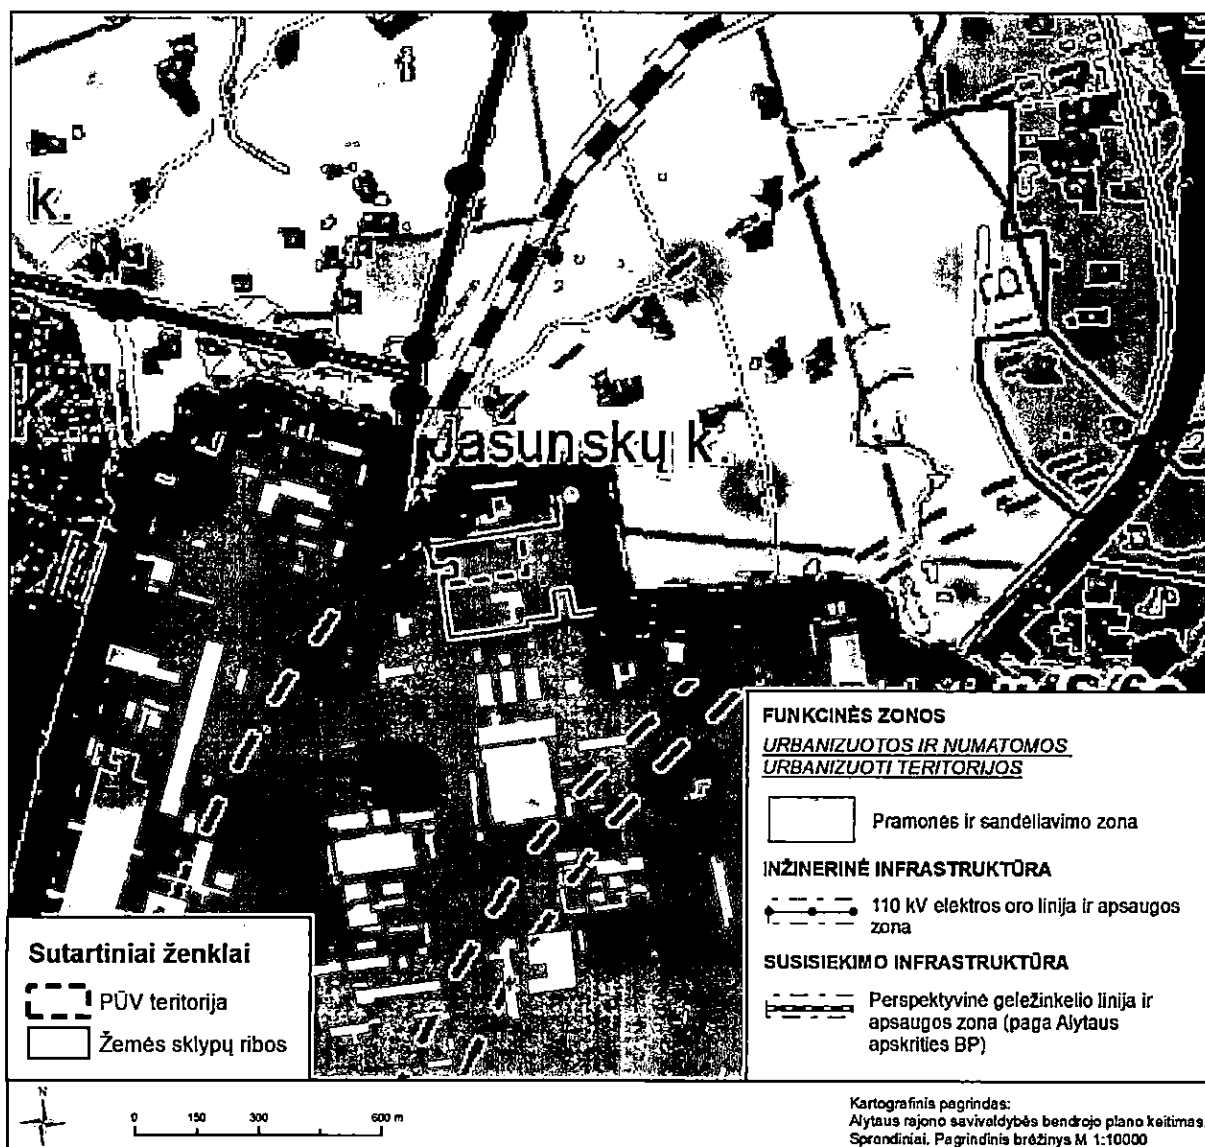 k.
Jasunskų k.
FUNKCINĖS ZONOS
URBANIZUOTOS IR NUMATOMOS
URBANIZUOTI TERITORIJOS
Pramonės ir sandėliavimo zona
INŽINERINĖ INFRASTRUKTŪRA
110 kV elektros oro linija ir apsaugos
zona
SUSISIEKIMO INFRASTRUKTŪRA
Perspektyvinė geležinkelio linija ir
apsaugos zona (paga Alytaus
apskrities BP)
Sutartiniai ženklai
PŪV teritorija
Žemės sklypų ribos
N
0 150 300 600 m
Kartografinis pagrindas:
Alytaus rajono savivaldybės bendrojo plano keitimas.
Sprendiniai. Pagrindinis brėžinys M 1:10000